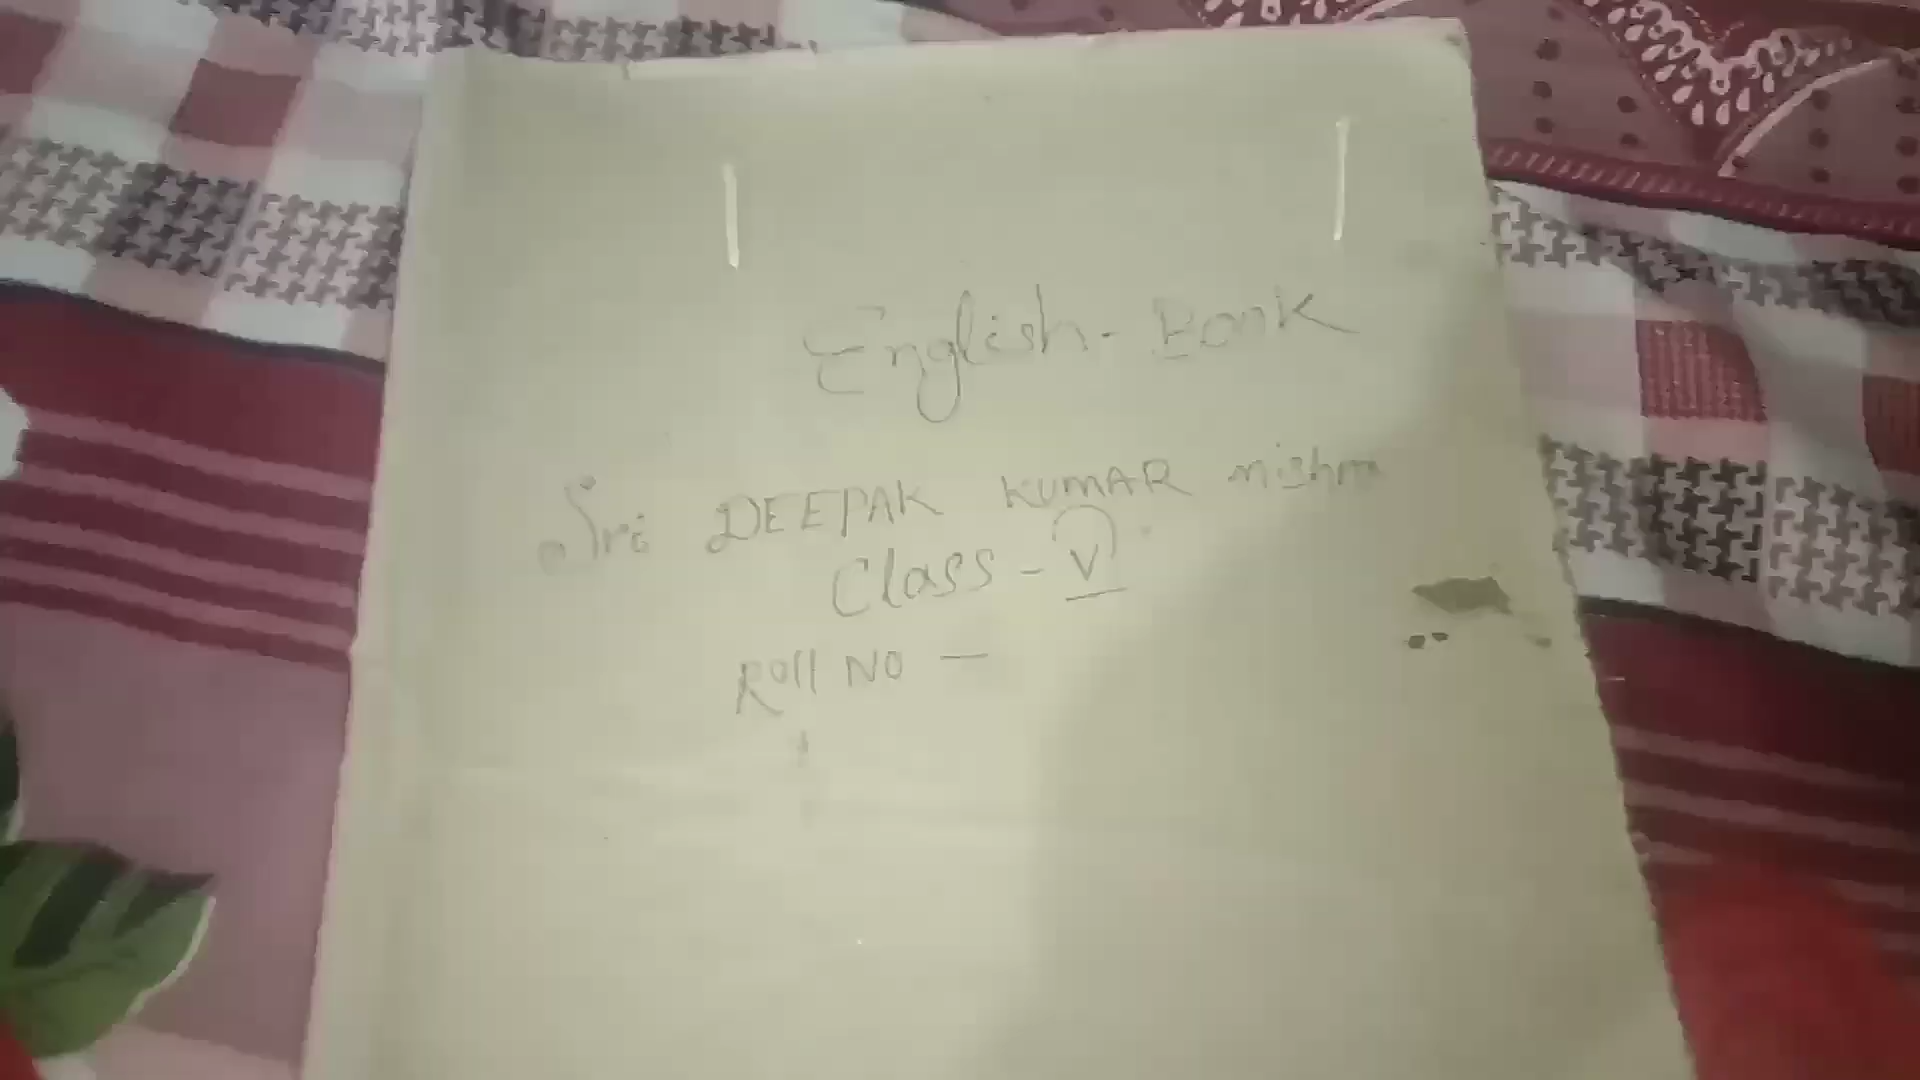 English- Book
Sri DEEPAK KUMAR mishra
Class - V
Roll NO —